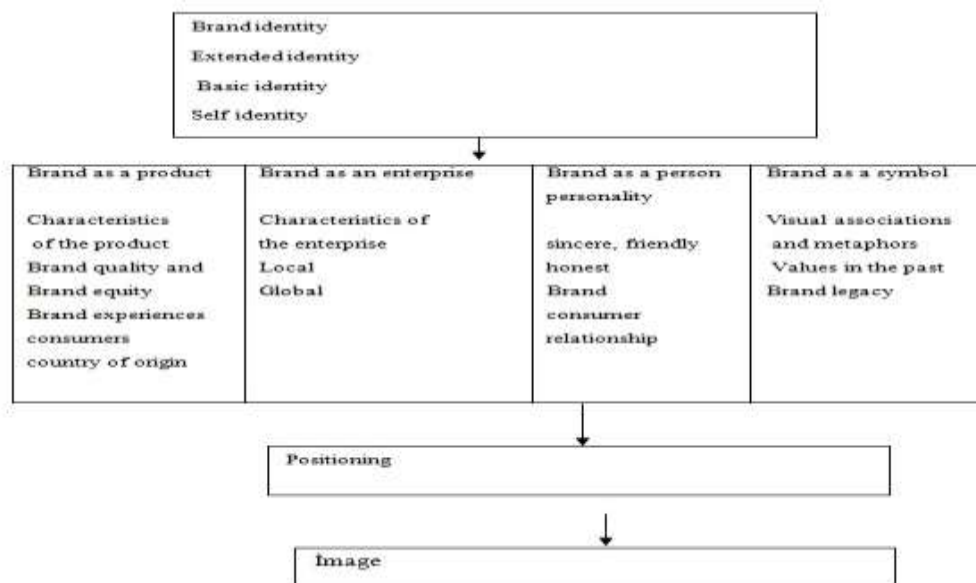 Brand identity
Extended identity
Basic identity
Self identity
Brand as a product
Characteristics
of the product
Brand quality and
Brand equity
Brand experiences
consumers
country of origin
Brand as an enterprise
Characteristics of
the enterprise
Local
Global
Brand as a person
personality
sincere, friendly
honest
Brand
consumer
relationship
Brand as a symbol
Visual associations
and metaphors
Values in the past
Brand legacy
Positioning
İmage